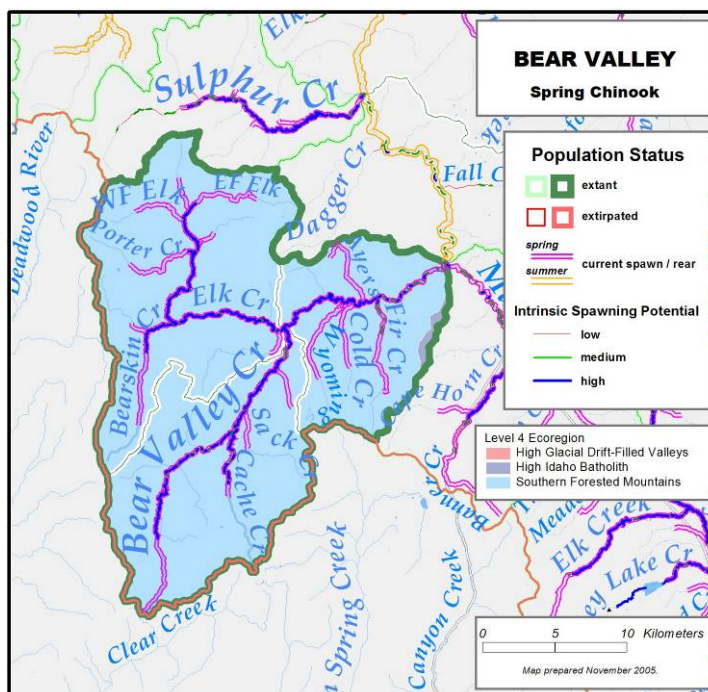 BEAR VALLEY
Spring Chinook
Population Status
extant
extirpated
spring
current spawn / rear
summer
Intrinsic Spawning Potential
low
medium
high
Level 4 Ecoregion
High Glacial Drift-Filled Valleys
High Idaho Batholith
Southern Forested Mountains
0 5 10 Kilometers
Map prepared November 2005.
Sulphur Cr
Deadwood River
WF Elk
EF Elk
Porter Cr
Dagger Cr
Fall C
Ayers
Elk Cr
Bearskin Cr
Fir Cr
Cold Cr
Wyoming
Horn Cr
Bear Valley Cr
Sack Cr
Cache Cr
Banner Cr
Clear Creek
Spring Creek
Canyon Creek
Elk Creek
ey Lake Cr